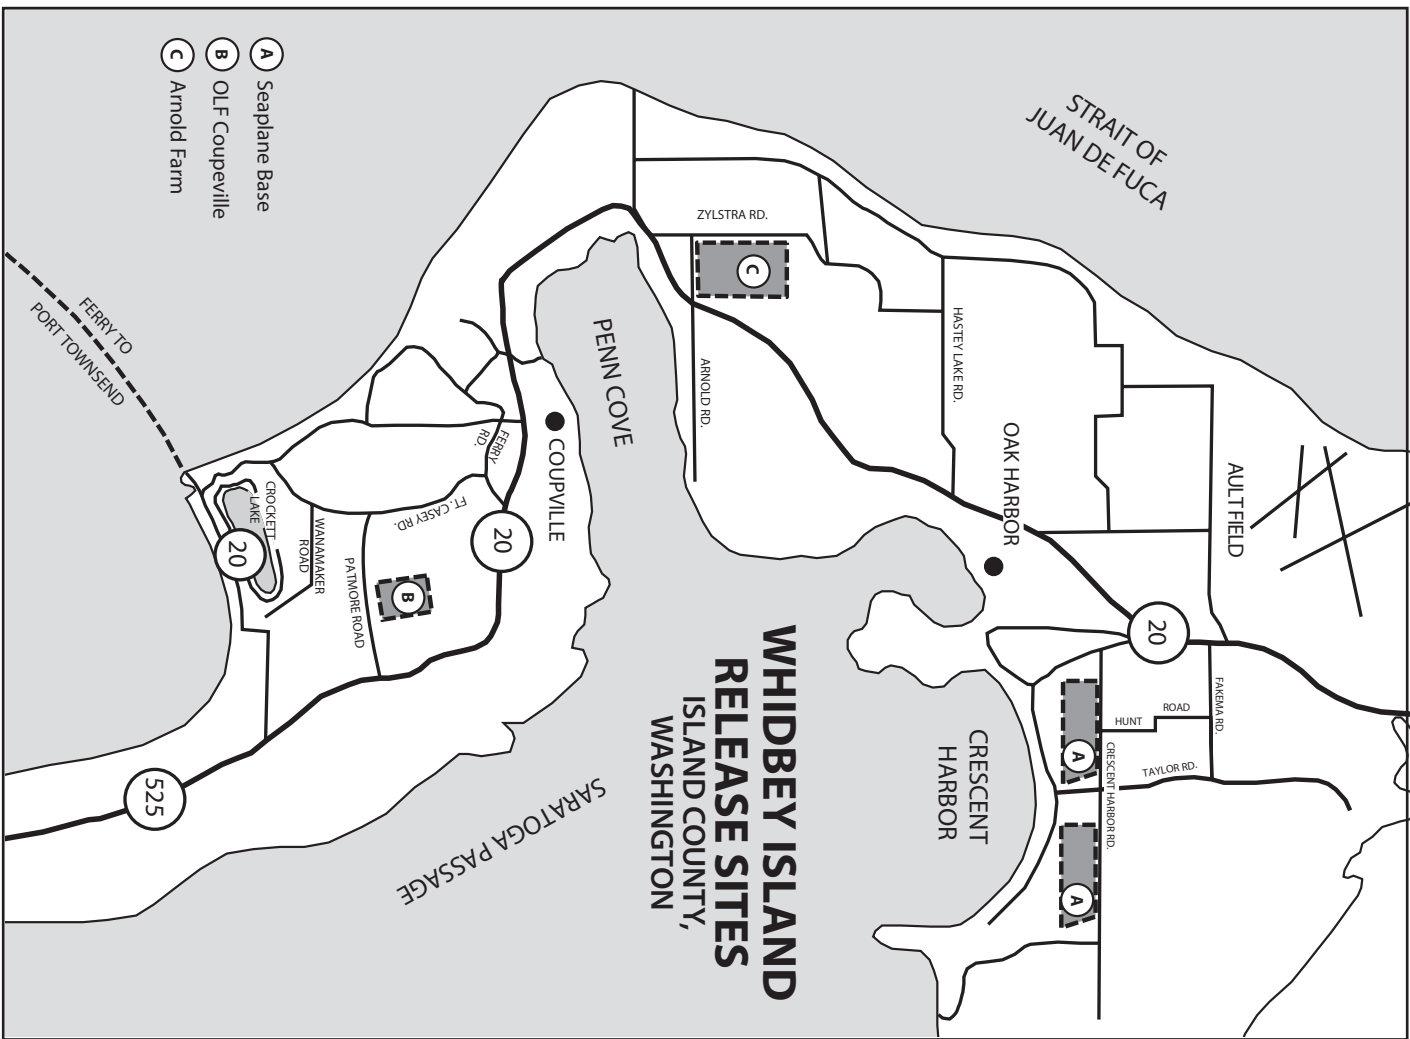 WHIDBEY ISLAND
RELEASE SITES
ISLAND COUNTY,
WASHINGTON
A Seaplane Base
B OLF Coupeville
C Arnold Farm
STRAIT OF
JUAN DE FUCA
AULT FIELD
20
FAKEMA RD.
HUNT
ROAD
TAYLOR RD.
CRESCENT HARBOR RD.
A
A
OAK HARBOR
CRESCENT
HARBOR
HASTEY LAKE RD.
ZYLSTRA RD.
C
ARNOLD RD.
PENN COVE
COUPVILLE
20
FERRY
RD.
FT. CASEY RD.
B
PATMORE ROAD
WANAMAKER
ROAD
CROCKETT
LAKE
20
FERRY TO
PORT TOWNSEND
525
SARATOGA PASSAGE